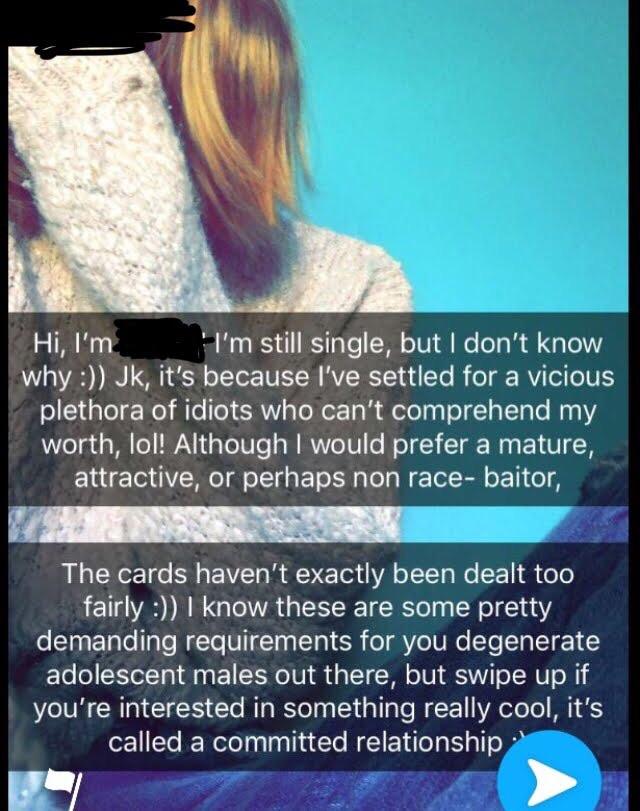 Hi, I'm I'm still single, but I don't know
why :)) Jk, it's because I've settled for a vicious
plethora of idiots who can't comprehend my
worth, lol! Although I would prefer a mature,
attractive, or perhaps non race- baitor,
The cards haven't exactly been dealt too
fairly :)) I know these are some pretty
demanding requirements for you degenerate
adolescent males out there, but swipe up if
you're interested in something really cool, it's
called a committed relationship :)